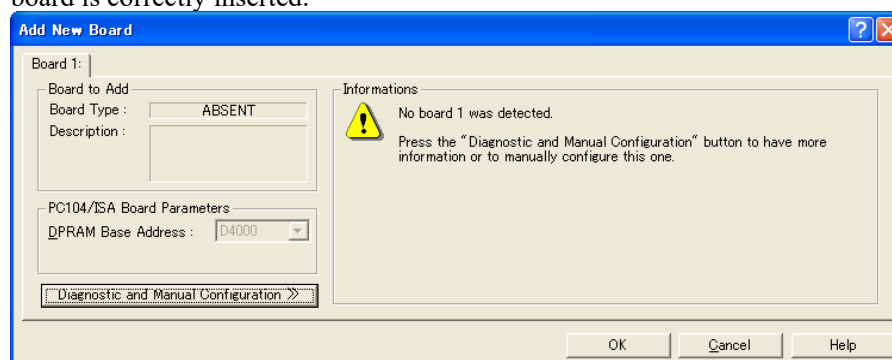 board is correctly inserted.
Add New Board
Board 1:
Board to Add
Board Type :
ABSENT
Description :
PC104/ISA Board Parameters
DPRAM Base Address :
D4000
Diagnostic and Manual Configuration >>
Informations
No board 1 was detected.
Press the "Diagnostic and Manual Configuration" button to have more
information or to manually configure this one.
OK
Cancel
Help